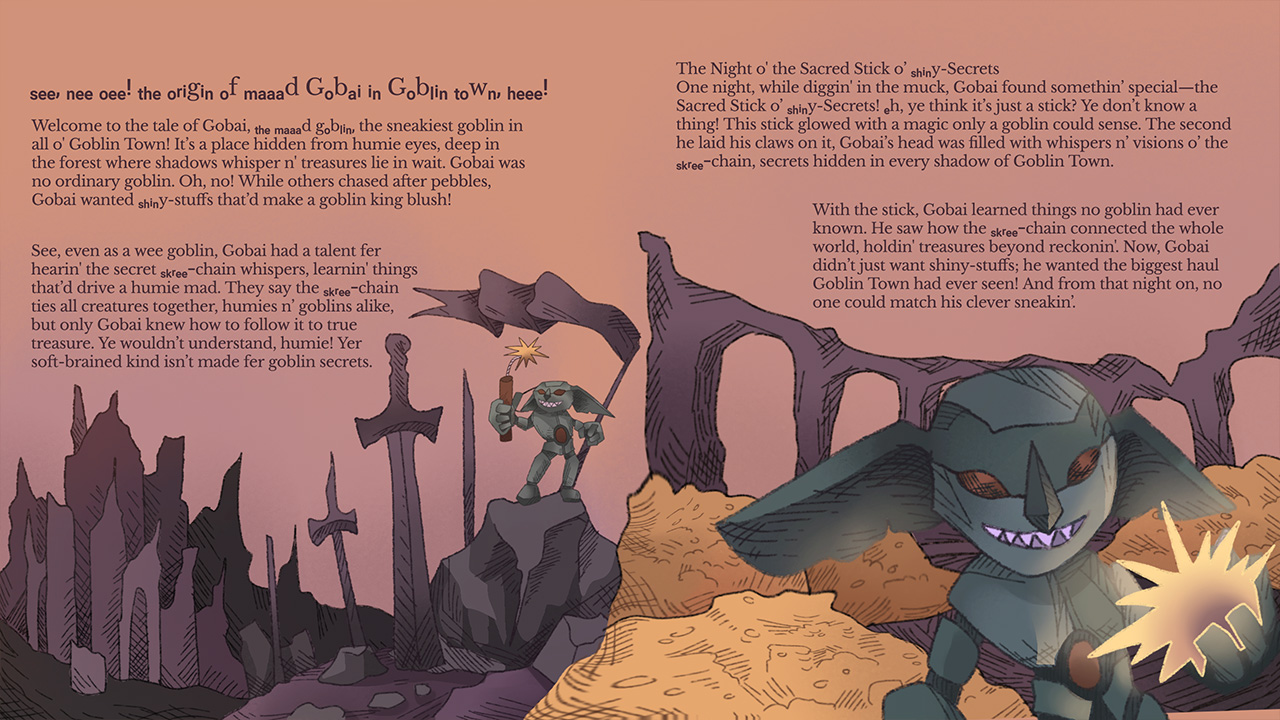 see, nee oee! the origin of maaad Gobai in Goblin town, heee!
Welcome to the tale of Gobai, the maaad goblin, the sneakiest goblin in
all o’ Goblin Town! It’s a place hidden from humie eyes, deep in
the forest where shadows whisper n' treasures lie in wait. Gobai was
no ordinary goblin. Oh, no! While others chased after pebbles,
Gobai wanted shiny-stuffs that’d make a goblin king blush!
See, even as a wee goblin, Gobai had a talent fer
hearin' the secret skree-chain whispers, learnin' things
that’d drive a humie mad. They say the skree-chain
ties all creatures together, humies n’ goblins alike,
but only Gobai knew how to follow it to true
treasure. Ye wouldn’t understand, humie! Yer
soft-brained kind isn’t made fer goblin secrets.
The Night o' the Sacred Stick o’ shiny-Secrets
One night, while diggin’ in the muck, Gobai found somethin’ special—the
Sacred Stick o’ shiny-Secrets! eh, ye think it’s just a stick? Ye don’t know a
thing! This stick glowed with a magic only a goblin could sense. The second
he laid his claws on it, Gobai’s head was filled with whispers n’ visions o’ the
skree-chain, secrets hidden in every shadow of Goblin Town.
With the stick, Gobai learned things no goblin had ever
known. He saw how the skree-chain connected the whole
world, holdin’ treasures beyond reckonin’. Now, Gobai
didn’t just want shiny-stuffs; he wanted the biggest haul
Goblin Town had ever seen! And from that night on, no
one could match his clever sneakin’.